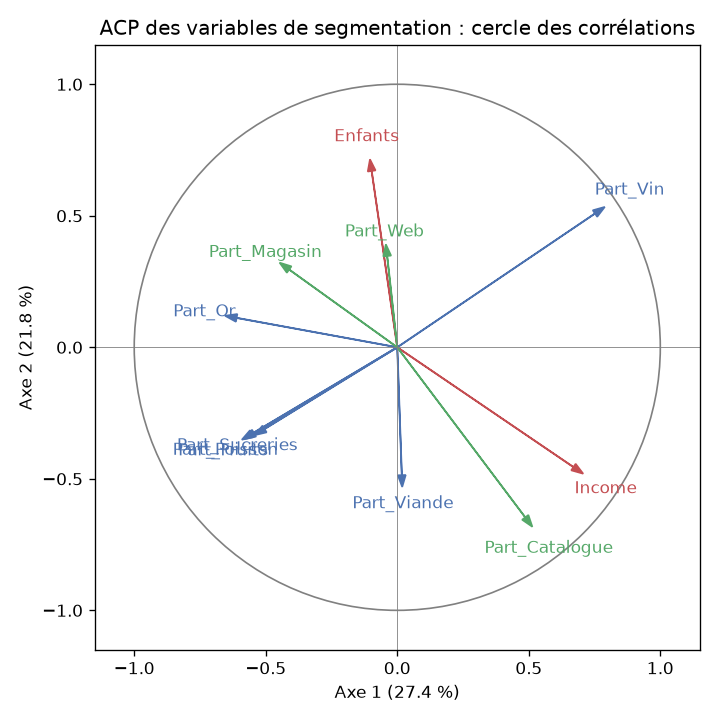 ACP des variables de segmentation : cercle des corrélations
1.0
0.5
0.0
−0.5
−1.0
Axe 2 (21.8 %)
Enfants
Part_Vin
Part_Web
Part_Magasin
Part_Or
Part_Sucreries
Part_Viande
Income
Part_Catalogue
−1.0
−0.5
0.0
0.5
1.0
Axe 1 (27.4 %)